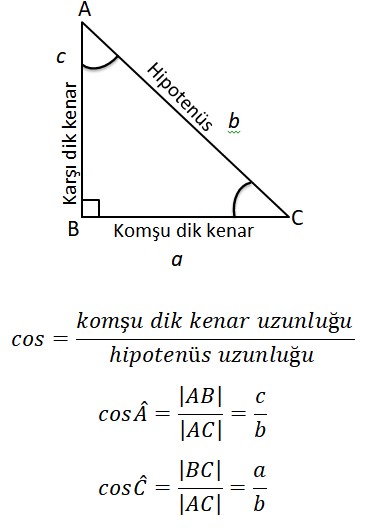 A
c
Karşı dik kenar
Hipotenüs
b
B
C
Komşu dik kenar
a
cos = komşu dik kenar uzunluğu / hipotenüs uzunluğu
cosÂ = |AB| / |AC| = c / b
cosĈ = |BC| / |AC| = a / b